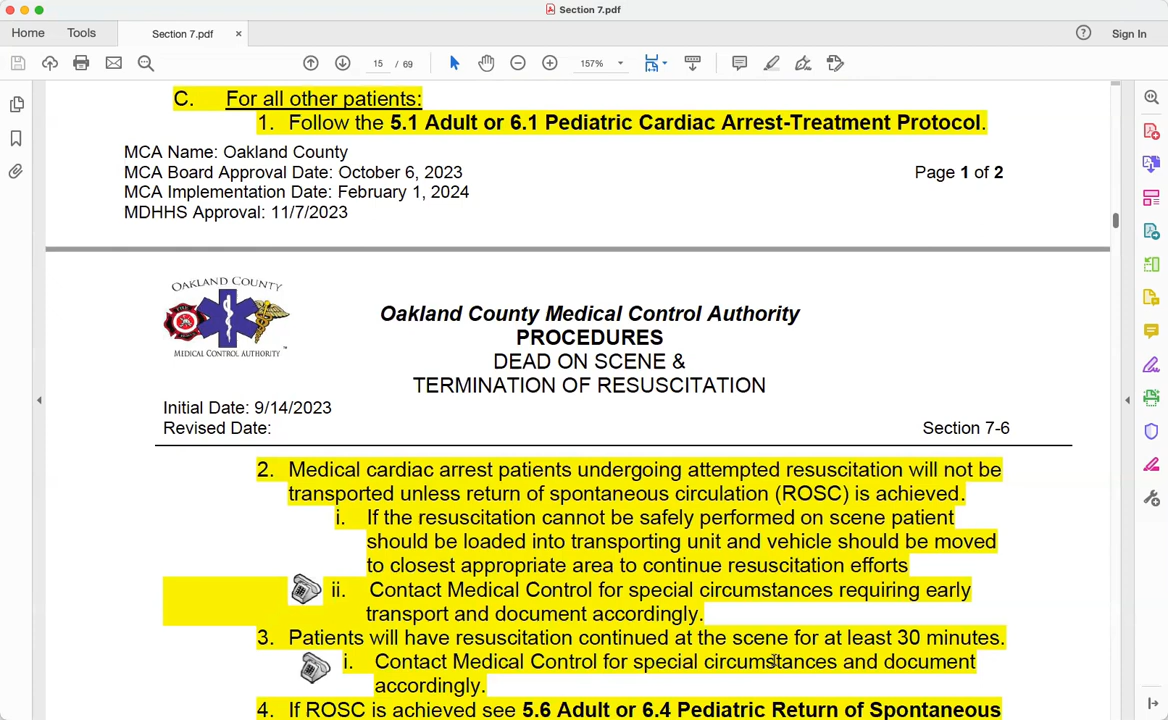 Section 7.pdf
Home
Tools
Section 7.pdf
×
Sign In
15 / 69
157%
C. For all other patients:
1. Follow the 5.1 Adult or 6.1 Pediatric Cardiac Arrest-Treatment Protocol.
MCA Name: Oakland County
MCA Board Approval Date: October 6, 2023
Page 1 of 2
MCA Implementation Date: February 1, 2024
MDHHS Approval: 11/7/2023
OAKLAND COUNTY
MEDICAL CONTROL AUTHORITY
Oakland County Medical Control Authority
PROCEDURES
DEAD ON SCENE &
TERMINATION OF RESUSCITATION
Initial Date: 9/14/2023
Revised Date:
Section 7-6
2. Medical cardiac arrest patients undergoing attempted resuscitation will not be
transported unless return of spontaneous circulation (ROSC) is achieved.
i. If the resuscitation cannot be safely performed on scene patient
should be loaded into transporting unit and vehicle should be moved
to closest appropriate area to continue resuscitation efforts
ii. Contact Medical Control for special circumstances requiring early
transport and document accordingly.
3. Patients will have resuscitation continued at the scene for at least 30 minutes.
i. Contact Medical Control for special circumstances and document
accordingly.
4. If ROSC is achieved see 5.6 Adult or 6.4 Pediatric Return of Spontaneous